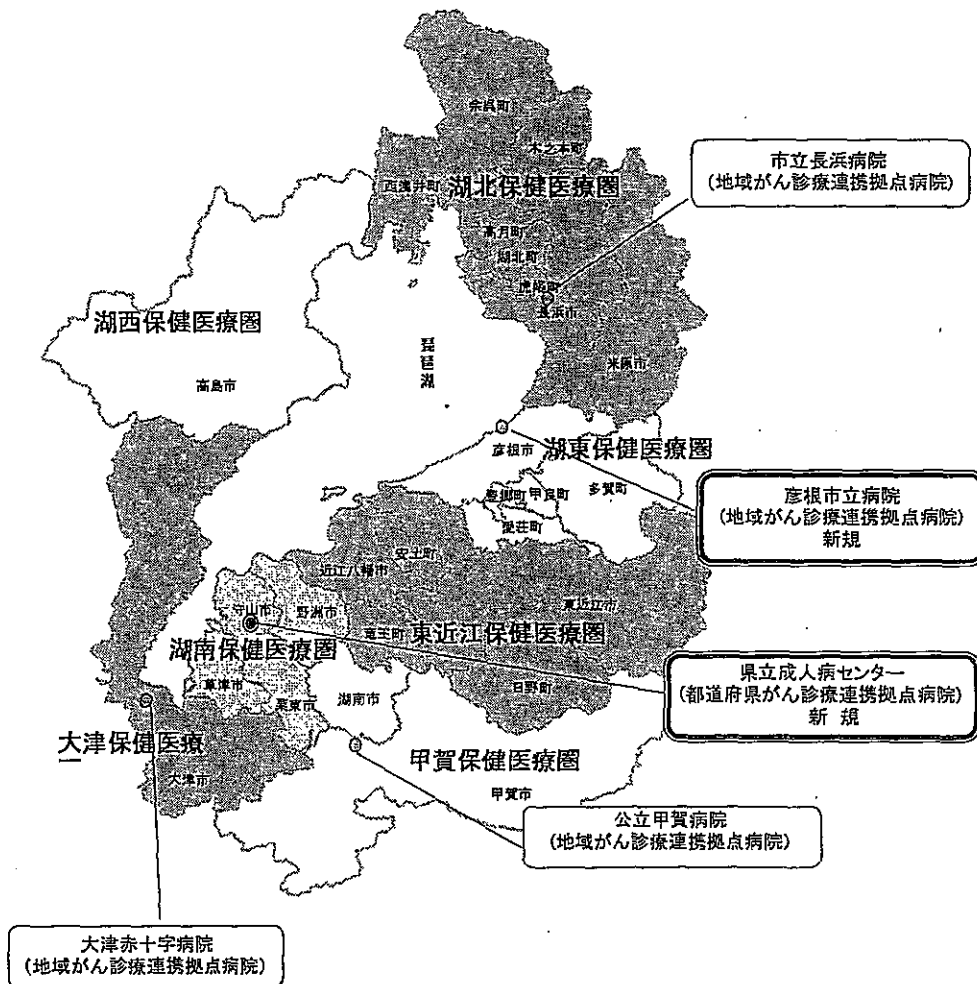 余呉町
木之本町
西浅井町
湖北保健医療圏
高月町
湖北町
虎姫町
長浜市
米原市
市立長浜病院
(地域がん診療連携拠点病院)
湖西保健医療圏
高島市
琵琶湖
彦根市
湖東保健医療圏
豊郷町
甲良町
多賀町
愛荘町
彦根市立病院
(地域がん診療連携拠点病院)
新規
安土町
近江八幡市
東近江市
守山市
野洲市
竜王町
東近江保健医療圏
湖南保健医療圏
草津市
栗東市
湖南市
日野町
県立成人病センター
(都道府県がん診療連携拠点病院)
新 規
大津保健医療
大津市
甲賀保健医療圏
甲賀市
公立甲賀病院
(地域がん診療連携拠点病院)
大津赤十字病院
(地域がん診療連携拠点病院)